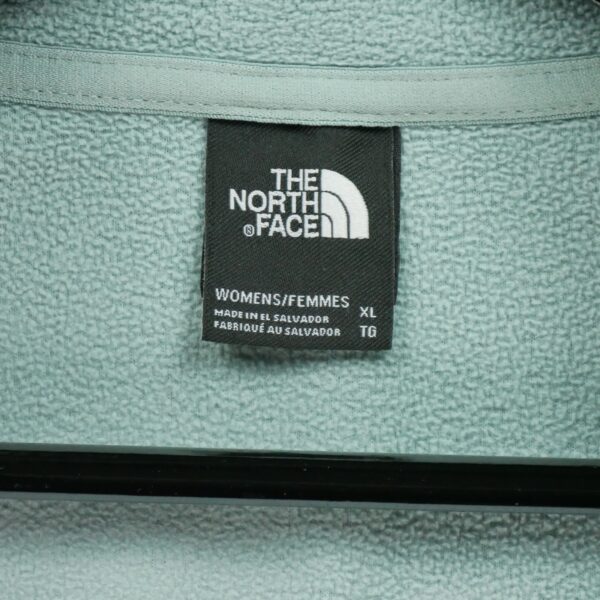 THE
NORTH
®FACE
WOMENS/FEMMES XL
MADE IN EL SALVADOR
FABRIQUÉ AU SALVADOR TG